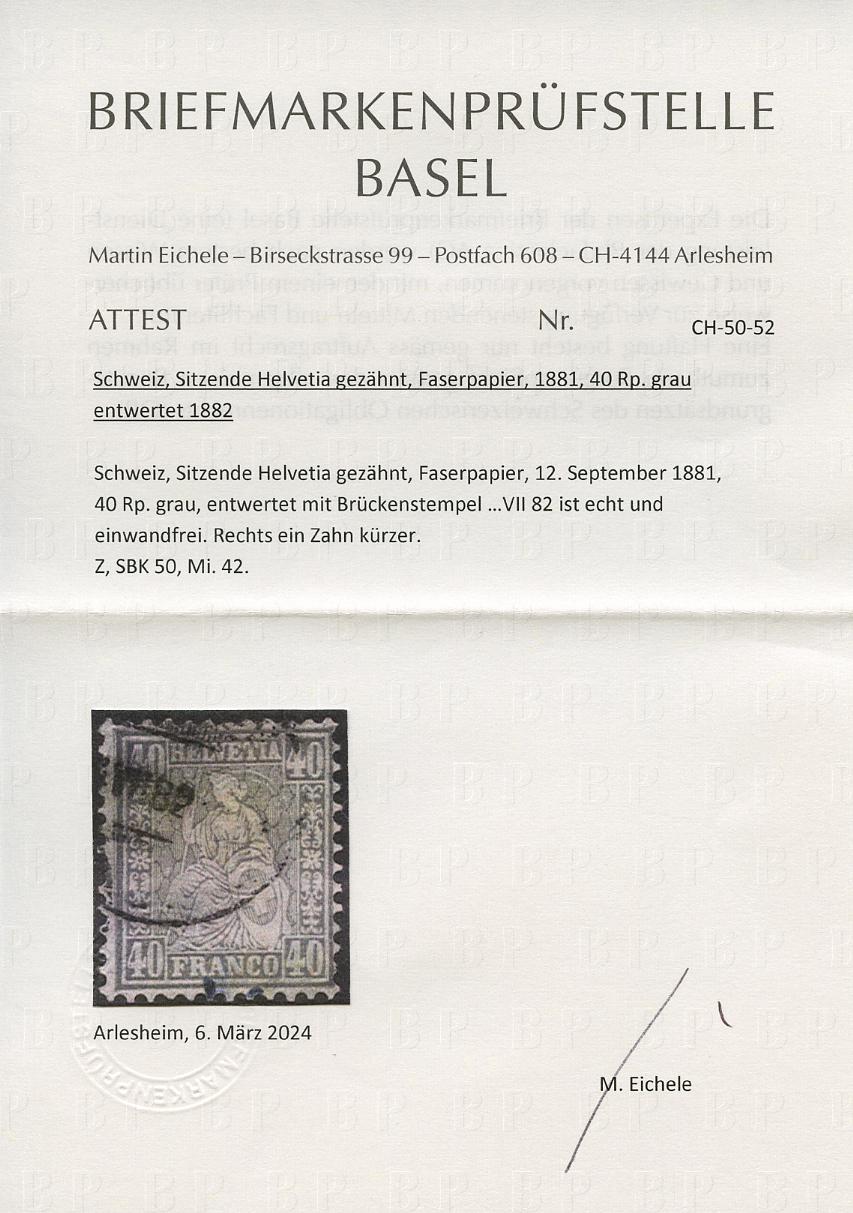 BRIEFMARKENPRÜFSTELLE
BASEL
Martin Eichele – Birseckstrasse 99 – Postfach 608 – CH-4144 Arlesheim
ATTEST Nr. CH-50-52
Schweiz, Sitzende Helvetia gezähnt, Faserpapier, 1881, 40 Rp. grau
entwertet 1882
Schweiz, Sitzende Helvetia gezähnt, Faserpapier, 12. September 1881,
40 Rp. grau, entwertet mit Brückenstempel ...VII 82 ist echt und
einwandfrei. Rechts ein Zahn kürzer.
Z, SBK 50, Mi. 42.
40 HELVETIA 40
82
40 FRANCO 40
Arlesheim, 6. März 2024
M. Eichele